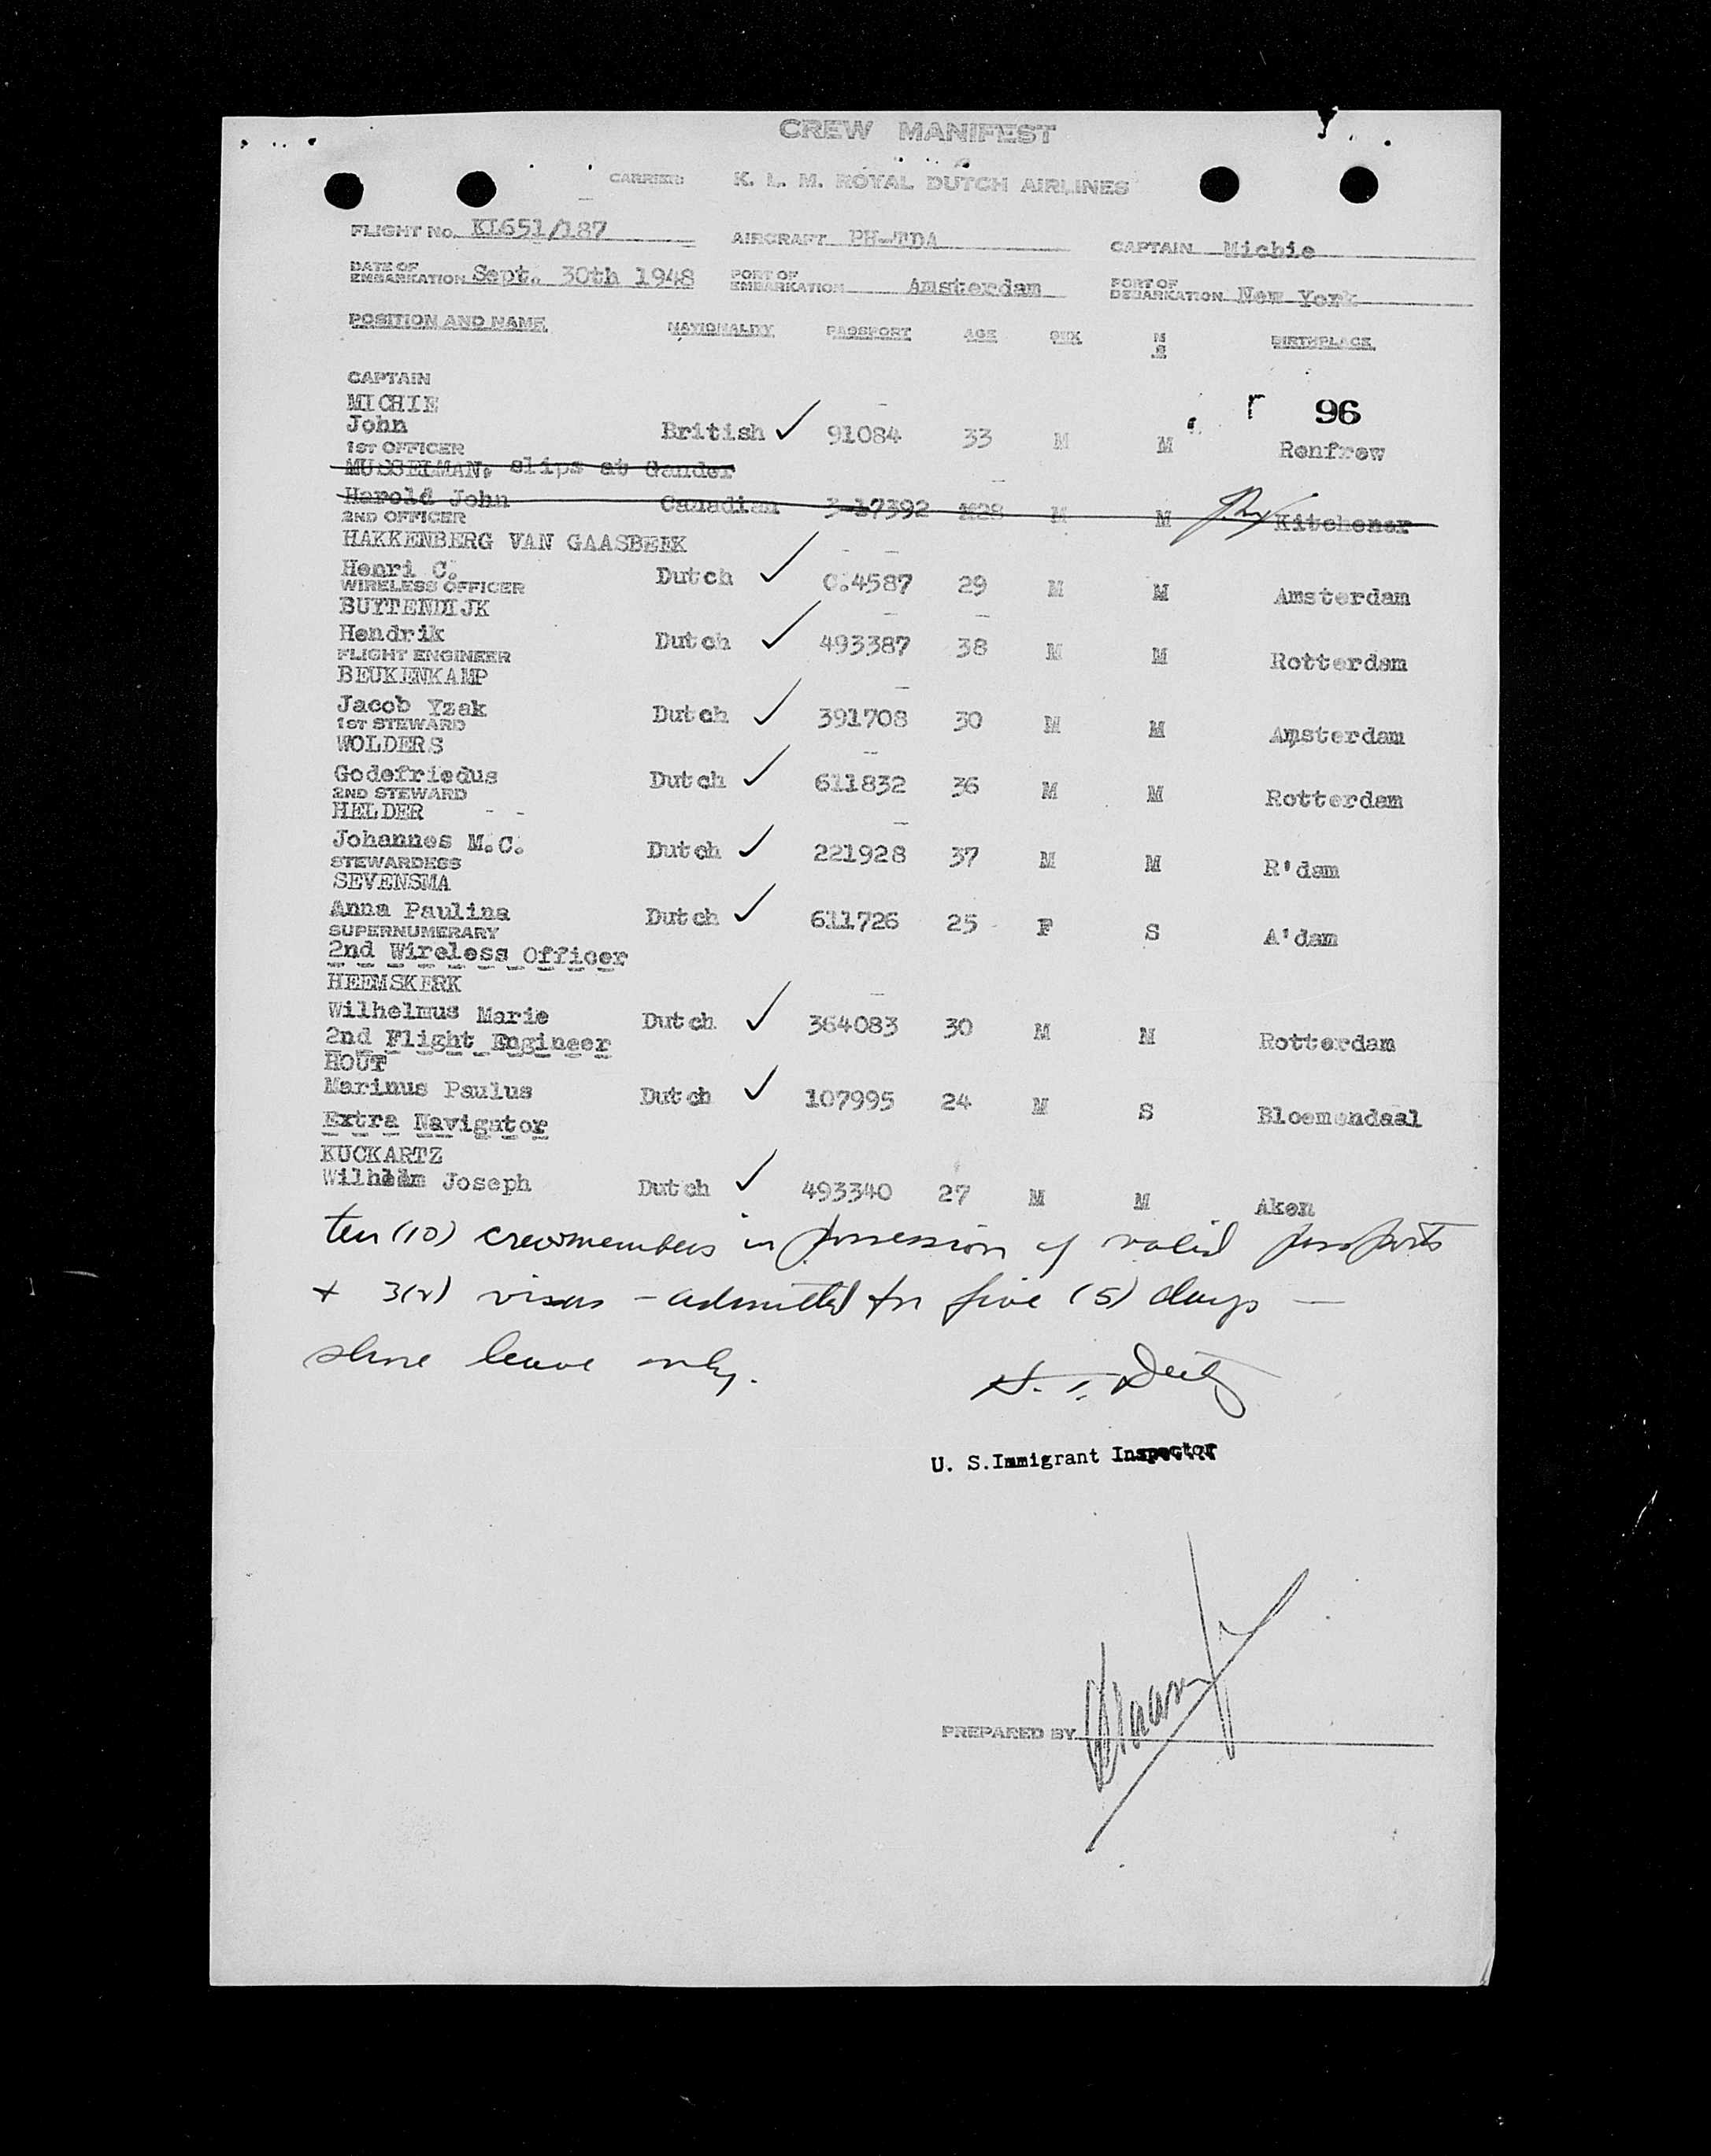 CREW MANIFEST
CARRIER: K. L. M. ROYAL DUTCH AIRLINES
FLIGHT No. KL651/187 AIRCRAFT PH-TDA CAPTAIN Michie
DATE OF EMBARKATION Sept. 30th 1948 PORT OF EMBARKATION Amsterdam PORT OF DEBARKATION New York
POSITION AND NAME NATIONALITY PASSPORT AGE SEX M S BIRTHPLACE
CAPTAIN
MICHIE r 96
John British ✓ 91084 33 M M Renfrew
1ST OFFICER
MUSSELMAN, slips at Gander
Harold John Canadian 3-17392 28 M M Kitchener
2ND OFFICER
HAKKENBERG VAN GAASBEEK
Henri C. Dutch ✓ C.4587 29 M M Amsterdam
WIRELESS OFFICER
BUYTENDIJK
Hendrik Dutch ✓ 493387 38 M M Rotterdam
FLIGHT ENGINEER
BEUKENKAMP
Jacob Yzak Dutch ✓ 391708 30 M M Amsterdam
1ST STEWARD
WOLDERS
Godefriedus Dutch ✓ 611832 36 M M Rotterdam
2ND STEWARD
HELDER - -
Johannes M.C. Dutch ✓ 221928 37 M M R'dam
STEWARDESS
SEVENSMA
Anna Paulina Dutch ✓ 611726 25 F S A'dam
SUPERNUMERARY
2nd Wireless Officer
HEEMSKERK
Wilhelmus Marie Dutch ✓ 364083 30 M M Rotterdam
2nd Flight Engineer
HOUT
Marinus Paulus Dutch ✓ 107995 24 M S Bloemendaal
Extra Navigator
KUCKARTZ
Wilhelm Joseph Dutch ✓ 493340 27 M M Aken
ten (10) crewmembers in possession of valid passports
+ 3(2) visas - admitted for five (5) days —
shore leave only.
U. S. Immigrant Inspector
PREPARED BY